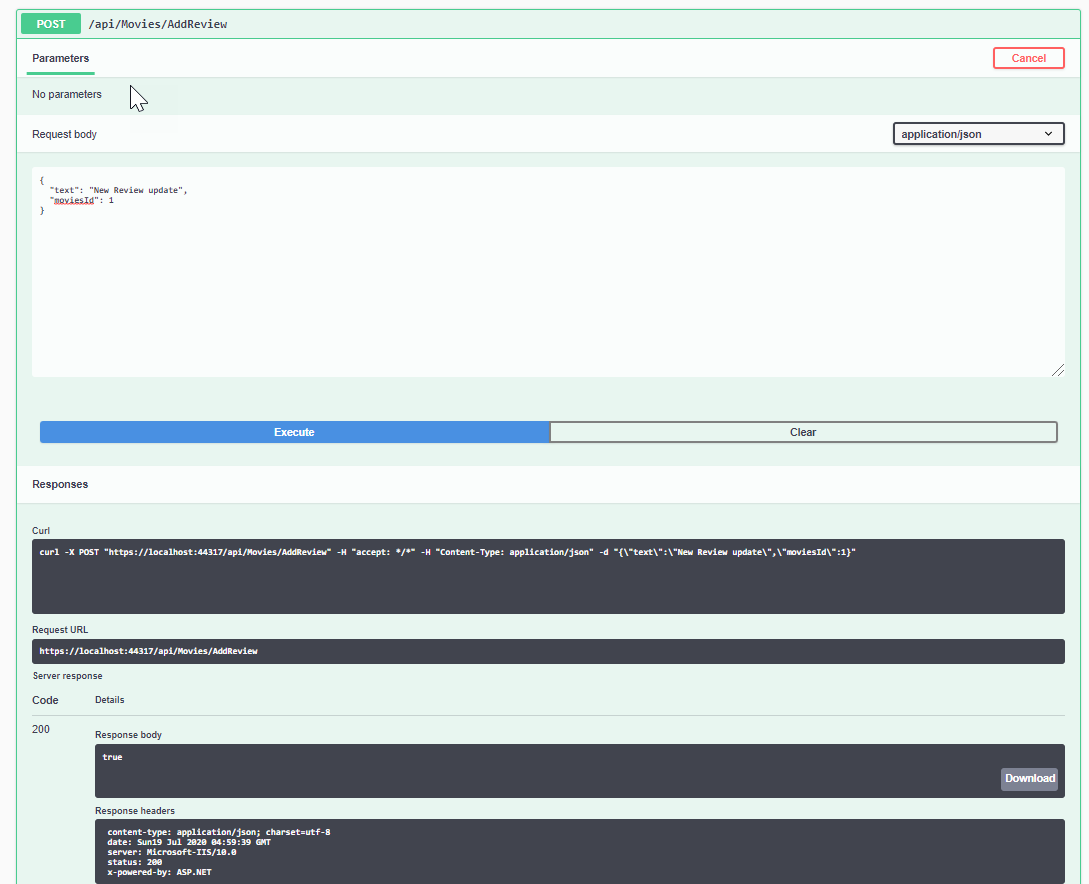 POST /api/Movies/AddReview
Parameters
Cancel
No parameters
Request body
application/json
{
"text": "New Review update",
"moviesId": 1
}
Execute
Clear
Responses
Curl
curl -X POST "https://localhost:44317/api/Movies/AddReview" -H "accept: */*" -H "Content-Type: application/json" -d "{\"text\":\"New Review update\",\"moviesId\":1}"
Request URL
https://localhost:44317/api/Movies/AddReview
Server response
Code Details
200
Response body
true
Download
Response headers
content-type: application/json; charset=utf-8
date: Sun19 Jul 2020 04:59:39 GMT
server: Microsoft-IIS/10.0
status: 200
x-powered-by: ASP.NET